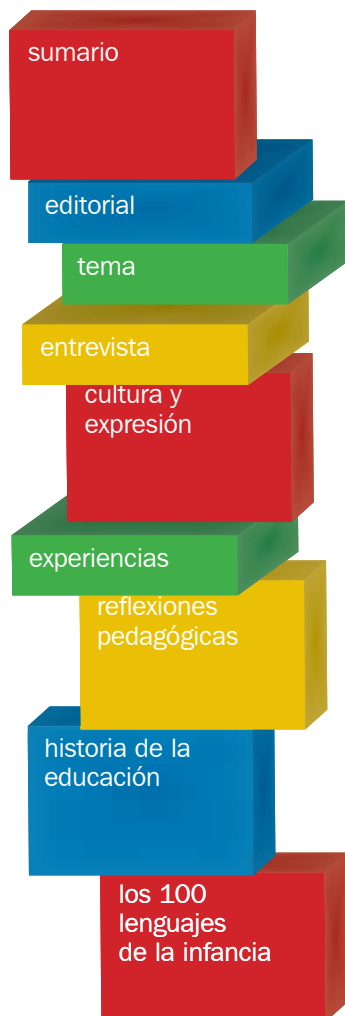 sumario
editorial
tema
entrevista
cultura y
expresión
experiencias
reflexiones
pedagógicas
historia de la
educación
los 100
lenguajes
de la infancia